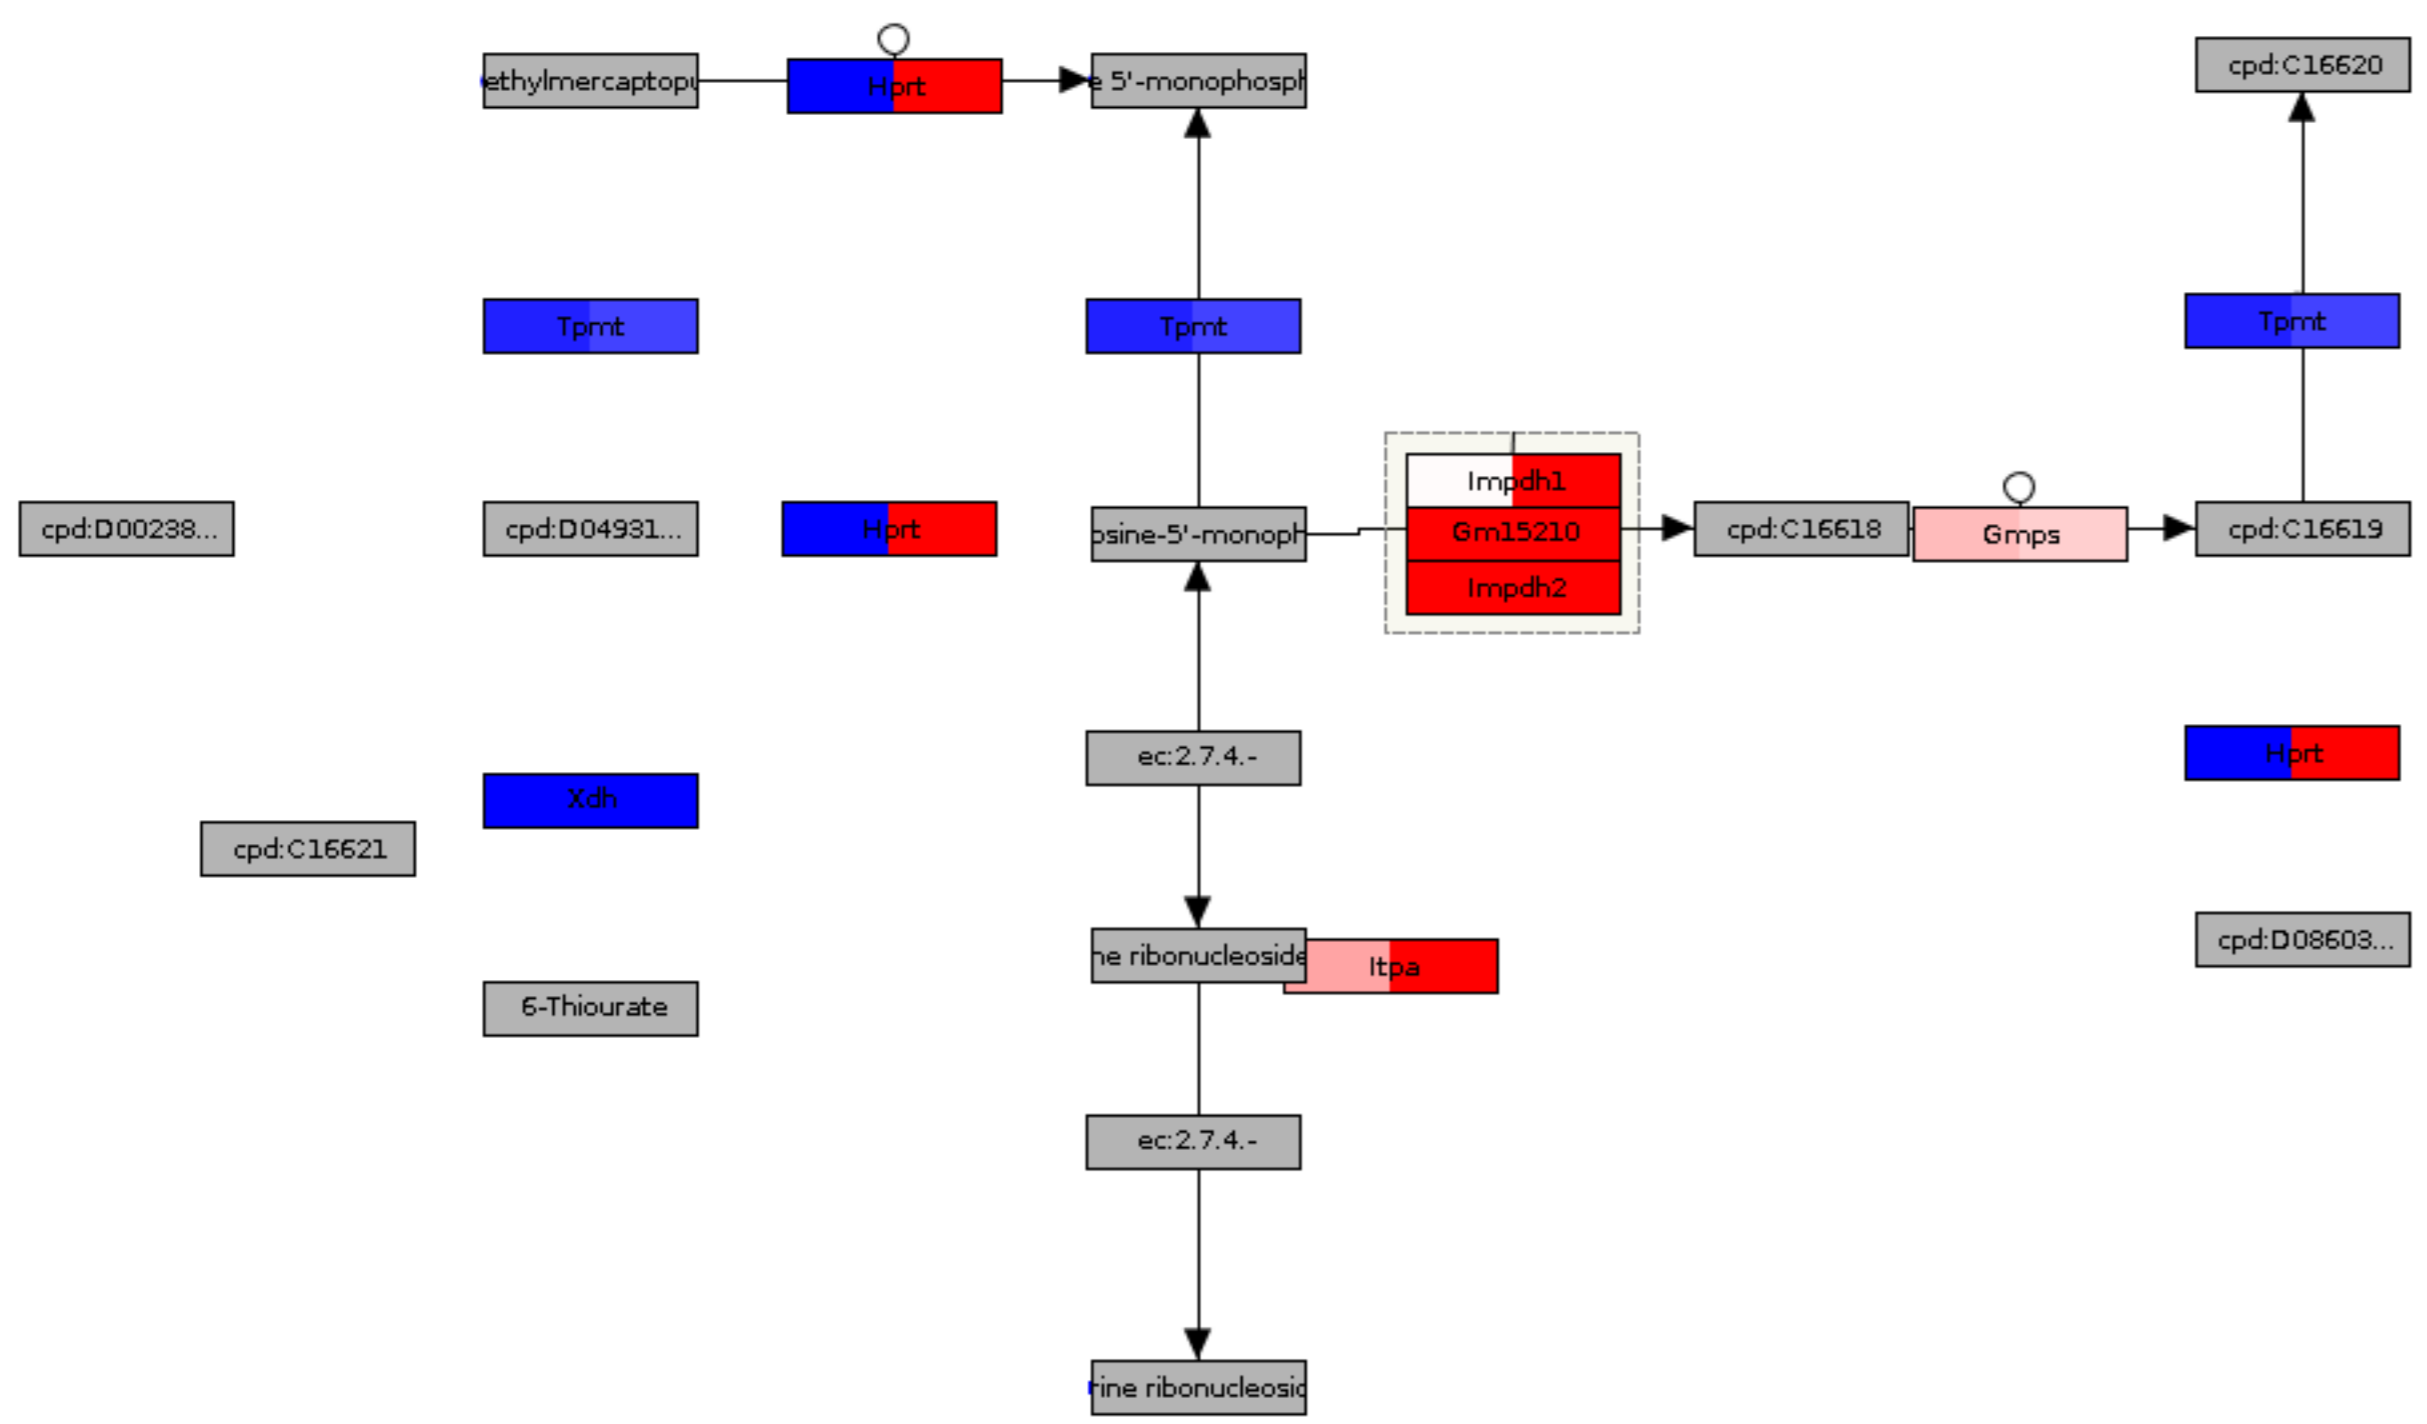 ethylmercaptopu
Hprt
e 5'-monophosph
cpd:C16620
Tpmt
Tpmt
Tpmt
cpd:D00238...
cpd:D04931...
Hprt
osine-5'-monoph
Impdh1
Gm15210
Impdh2
cpd:C16618
Gmps
cpd:C16619
ec:2.7.4.-
Hprt
Xdh
cpd:C16621
ne ribonucleoside
Itpa
cpd:D08603...
6-Thiourate
ec:2.7.4.-
rine ribonucleosid